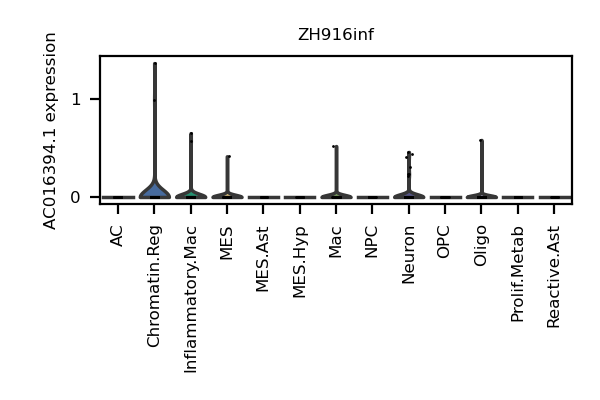 ZH916inf
AC016394.1 expression
1
0
AC
Chromatin.Reg
Inflammatory.Mac
MES
MES.Ast
MES.Hyp
Mac
NPC
Neuron
OPC
Oligo
Prolif.Metab
Reactive.Ast